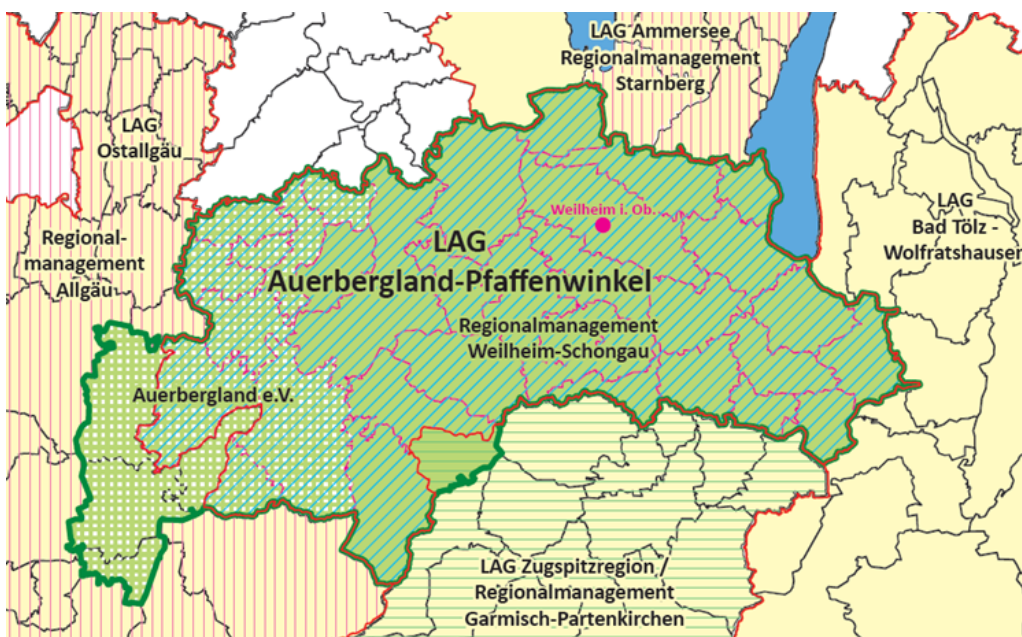 LAG Ammersee
Regionalmanagement
Starnberg
LAG
Ostallgäu
LAG
Bad Tölz -
Wolfratshausen
Weilheim i. Ob.
Regional-
management
Allgäu
LAG
Auerbergland-Pfaffenwinkel
Regionalmanagement
Weilheim-Schongau
Auerbergland e.V.
LAG Zugspitzregion /
Regionalmanagement
Garmisch-Partenkirchen